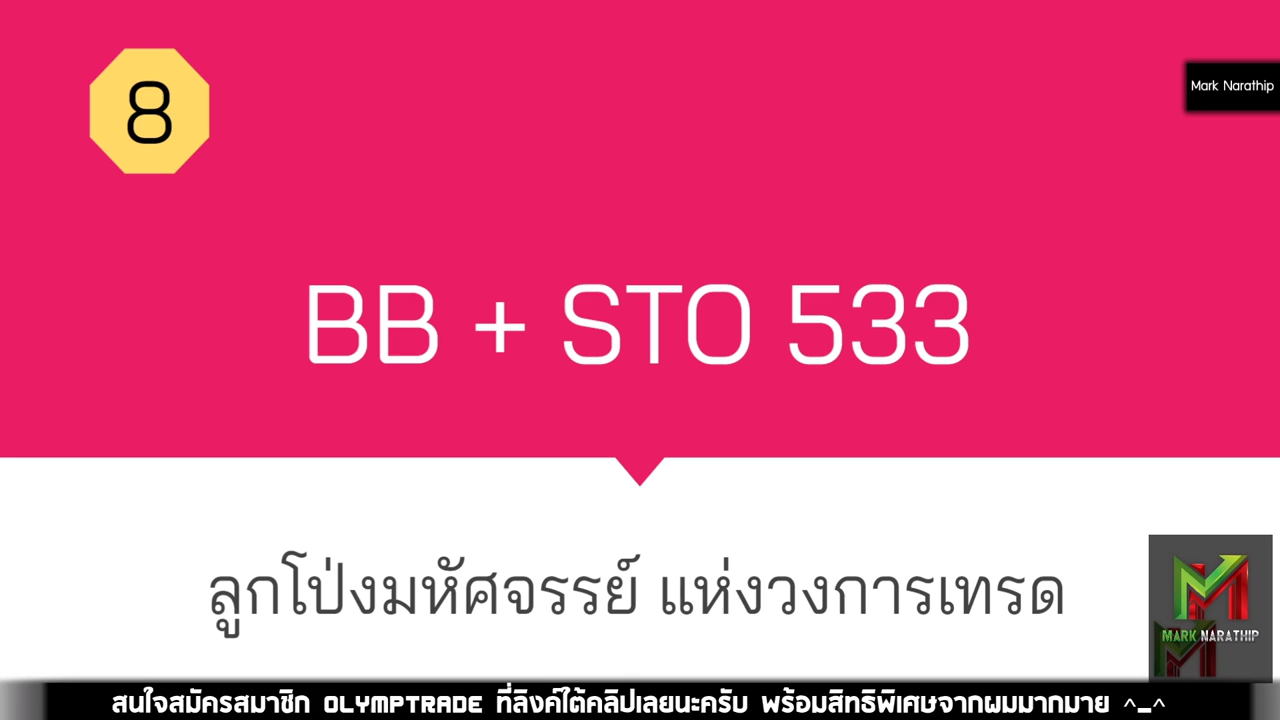 8
Mark Narathip
BB + STO 533
ลูกโป่งมหัศจรรย์ แห่งวงการเทรด
MARK NARATHIP
สนใจสมัครสมาชิก OLYMPTRADE ที่ลิงค์ใต้คลิปเลยนะครับ พร้อมสิทธิพิเศษจากผมมากมาย ^_^